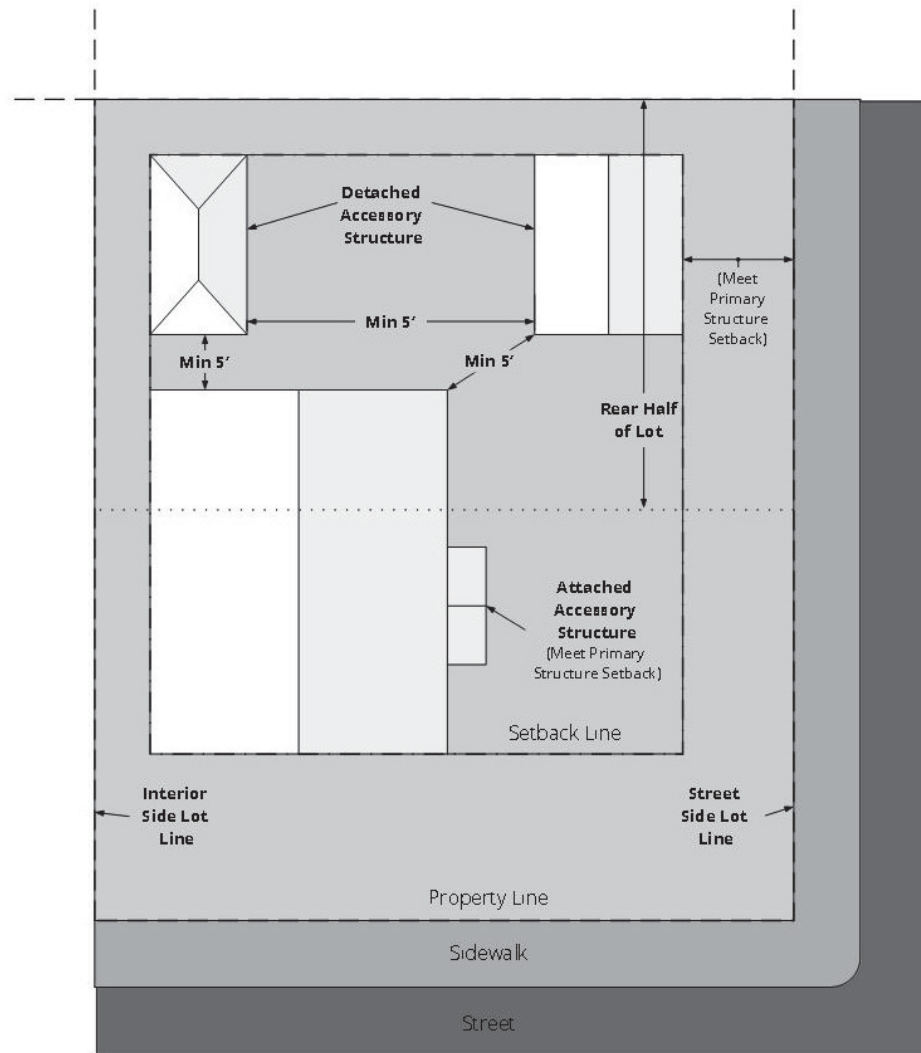 Detached
Accessory
Structure
(Meet
Primary
Structure
Setback)
Min 5'
Min 5'
Min 5'
Rear Half
of Lot
Attached
Accessory
Structure
(Meet Primary
Structure Setback)
Setback Line
Interior
Side Lot
Line
Street
Side Lot
Line
Property Line
Sidewalk
Street